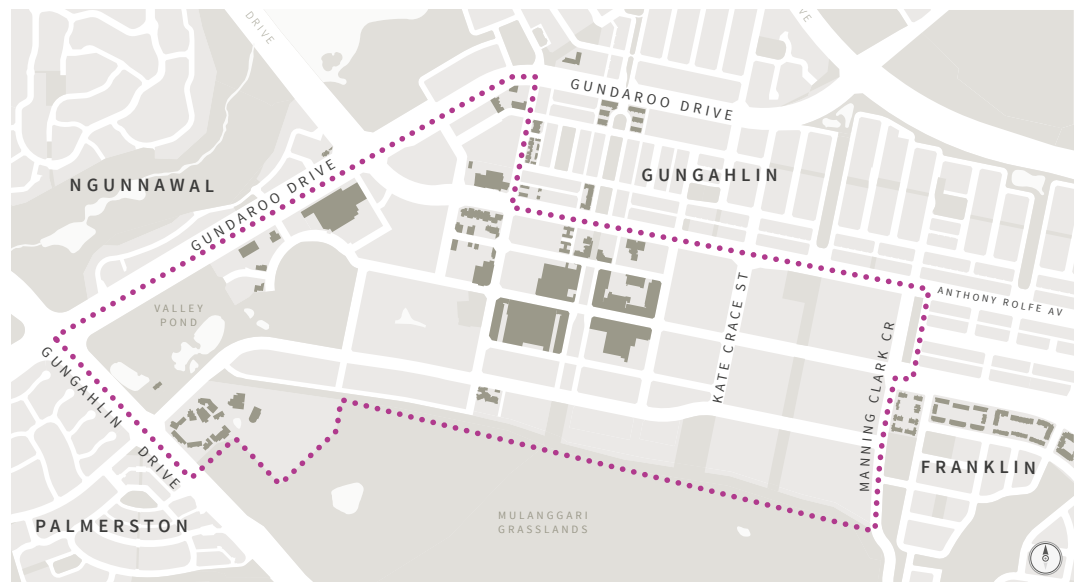 DRIVE
VE
GUNDAROO DRIVE
GUNGAHLIN
NGUNNAWAL
GUNDAROO DRIVE
ANTHONY ROLFE AV
VALLEY
POND
KATE CRACE ST
MANNING CLARK CR
GUNGAHLIN DRIVE
FRANKLIN
PALMERSTON
MULANGGARI
GRASSLANDS